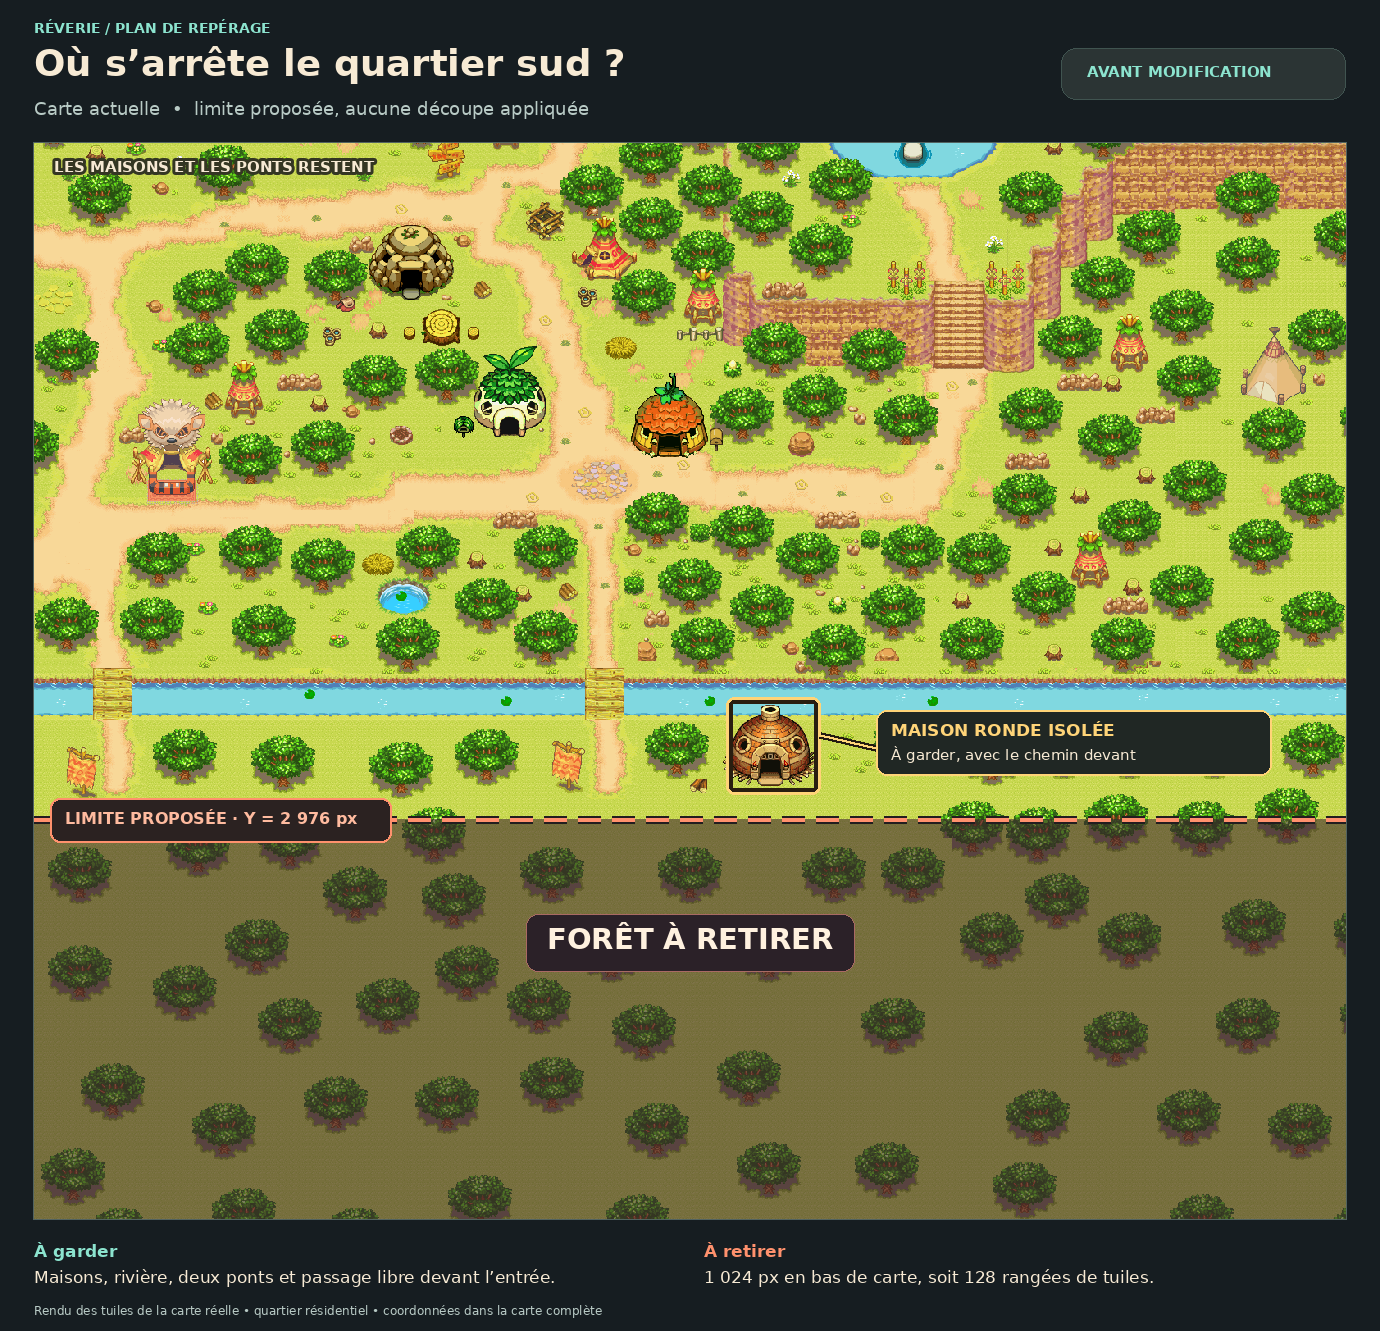 RÉVERIE / PLAN DE REPÉRAGE
Où s’arrête le quartier sud ?
AVANT MODIFICATION
Carte actuelle • limite proposée, aucune découpe appliquée
LES MAISONS ET LES PONTS RESTENT
MAISON RONDE ISOLÉE
À garder, avec le chemin devant
LIMITE PROPOSÉE · Y = 2 976 px
FORÊT À RETIRER
À garder
Maisons, rivière, deux ponts et passage libre devant l’entrée.
À retirer
1 024 px en bas de carte, soit 128 rangées de tuiles.
Rendu des tuiles de la carte réelle • quartier résidentiel • coordonnées dans la carte complète